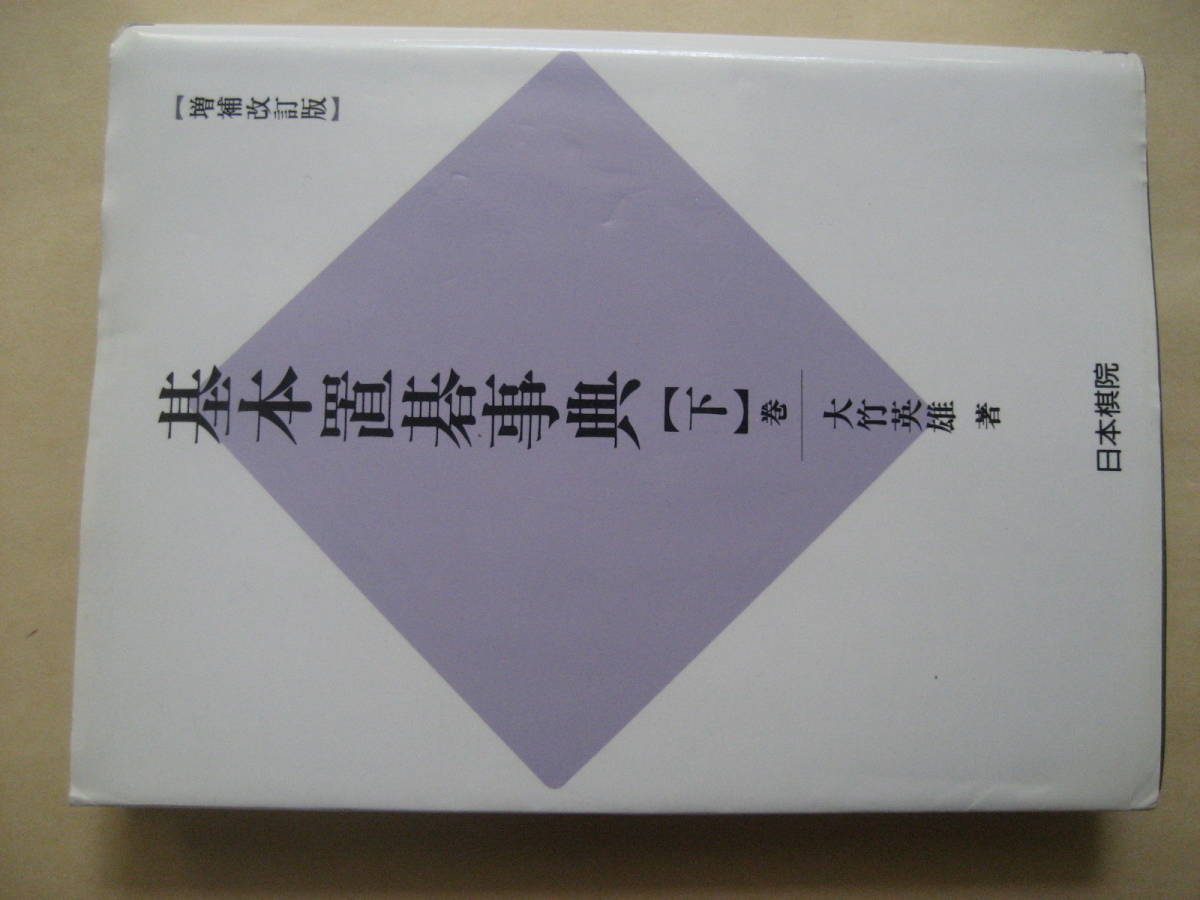 【増補改訂版】
基本置碁事典【下】巻
大竹英雄 著
日本棋院